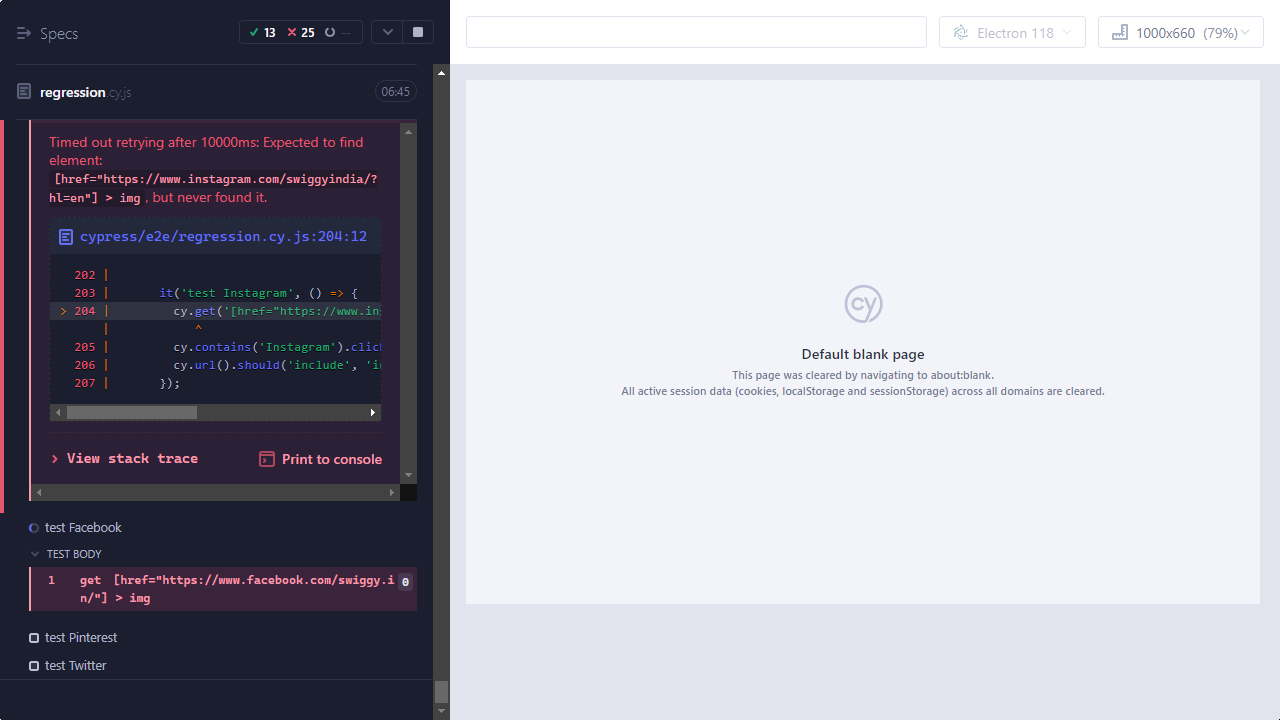 Specs
13 25 --
Electron 118
1000x660 (79%)
regression.cy.js
06:45
Timed out retrying after 10000ms: Expected to find
element:
[href="https://www.instagram.com/swiggyindia/?
hl=en"] > img, but never found it.
cypress/e2e/regression.cy.js:204:12
202 |
203 | it('test Instagram', () => {
> 204 | cy.get('[href="https://www.in
| ^
205 | cy.contains('Instagram').clic
206 | cy.url().should('include', 'i
207 | });
> View stack trace
Print to console
test Facebook
TEST BODY
1 get [href="https://www.facebook.com/swiggy.i 0
n/"] > img
test Pinterest
test Twitter
cy
Default blank page
This page was cleared by navigating to about:blank.
All active session data (cookies, localStorage and sessionStorage) across all domains are cleared.